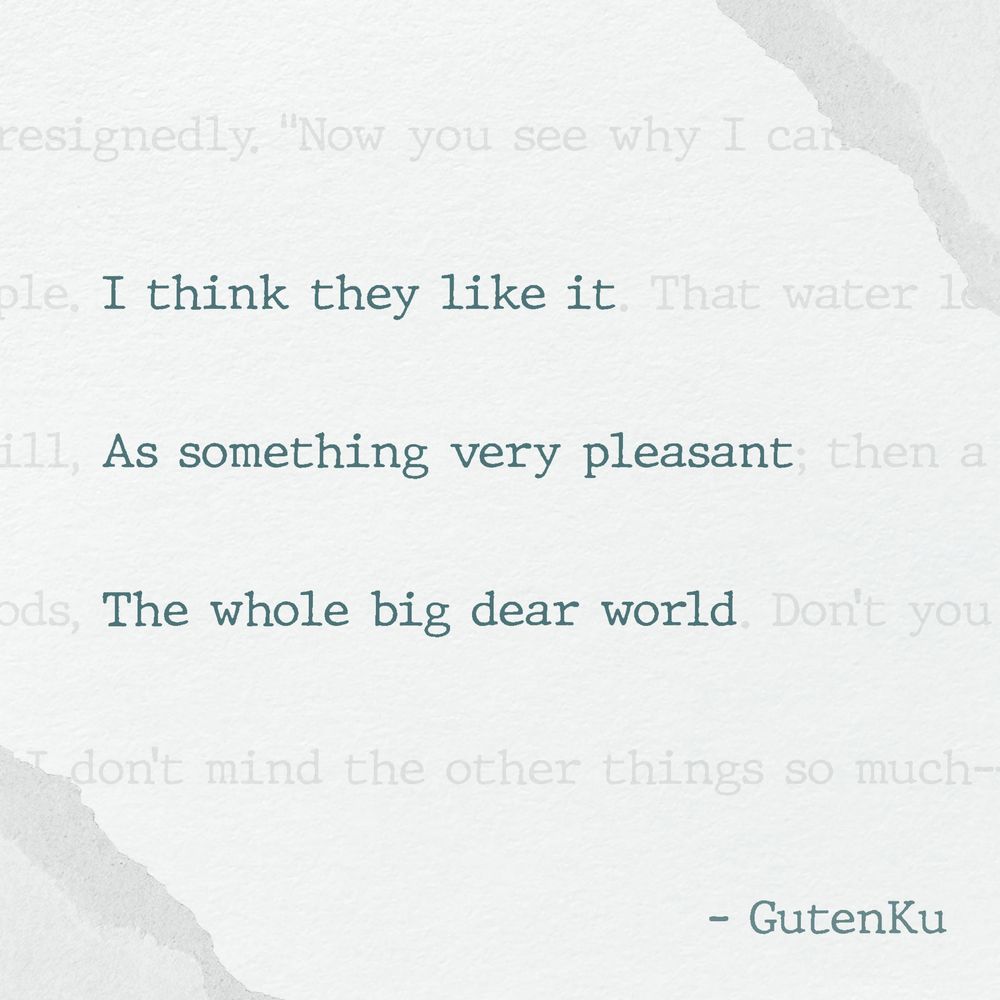 resignedly. "Now you see why I
I think they like it. That water
As something very pleasant; then a
The whole big dear world. Don't you
I don't mind the other things so much-
- GutenKu